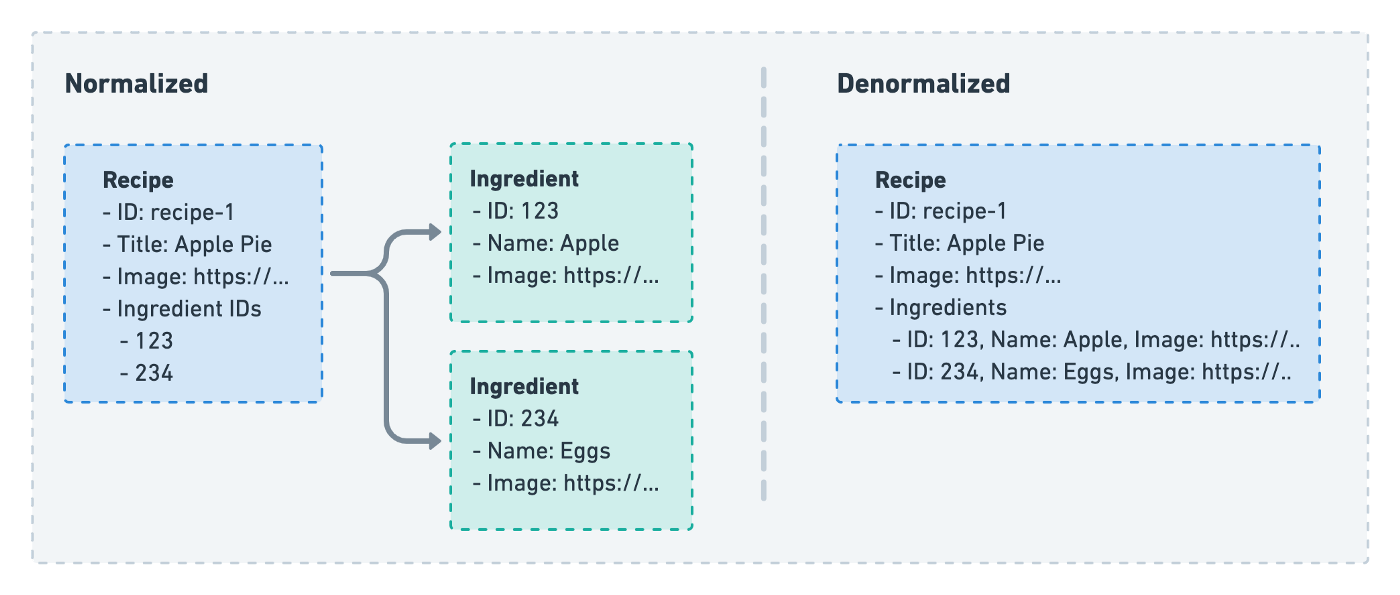 Normalized
Recipe
- ID: recipe-1
- Title: Apple Pie
- Image: https://...
- Ingredient IDs
- 123
- 234
Ingredient
- ID: 123
- Name: Apple
- Image: https://...
Ingredient
- ID: 234
- Name: Eggs
- Image: https://...
Denormalized
Recipe
- ID: recipe-1
- Title: Apple Pie
- Image: https://...
- Ingredients
- ID: 123, Name: Apple, Image: https://..
- ID: 234, Name: Eggs, Image: https://..